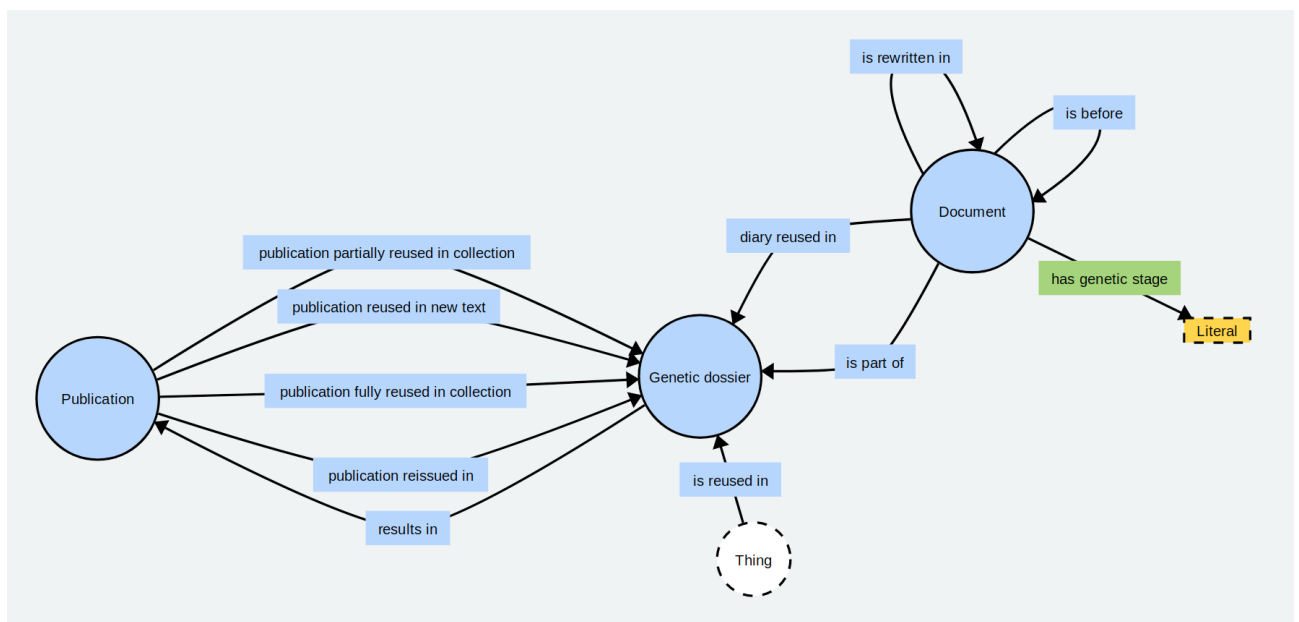 is rewritten in
is before
Document
diary reused in
publication partially reused in collection
has genetic stage
publication reused in new text
Literal
is part of
Genetic dossier
publication fully reused in collection
Publication
publication reissued in
is reused in
results in
Thing